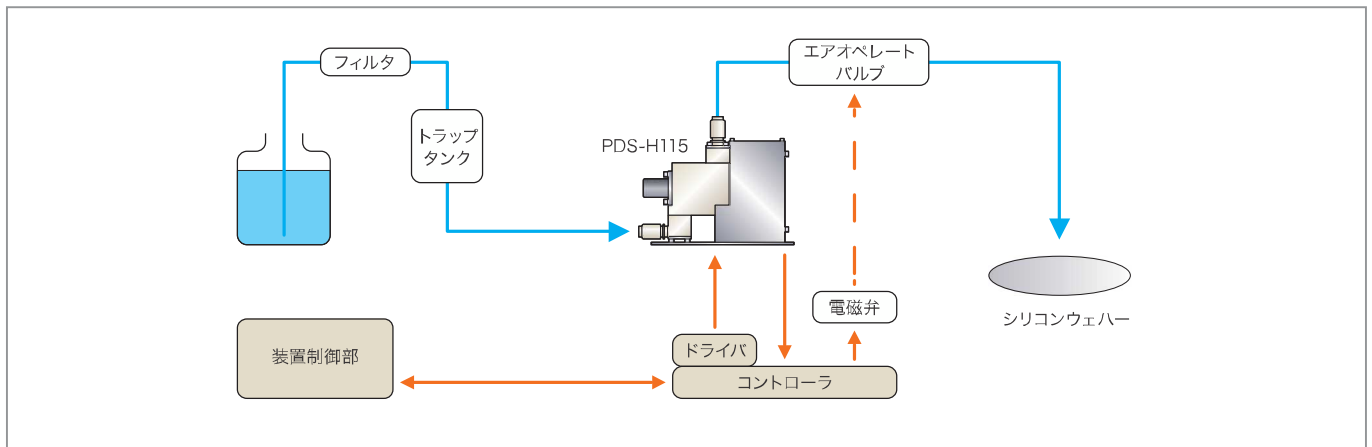 フィルタ
エアオペレート
バルブ
トラップ
タンク
PDS-H115
電磁弁
シリコンウェハー
装置制御部
ドライバ
コントローラ